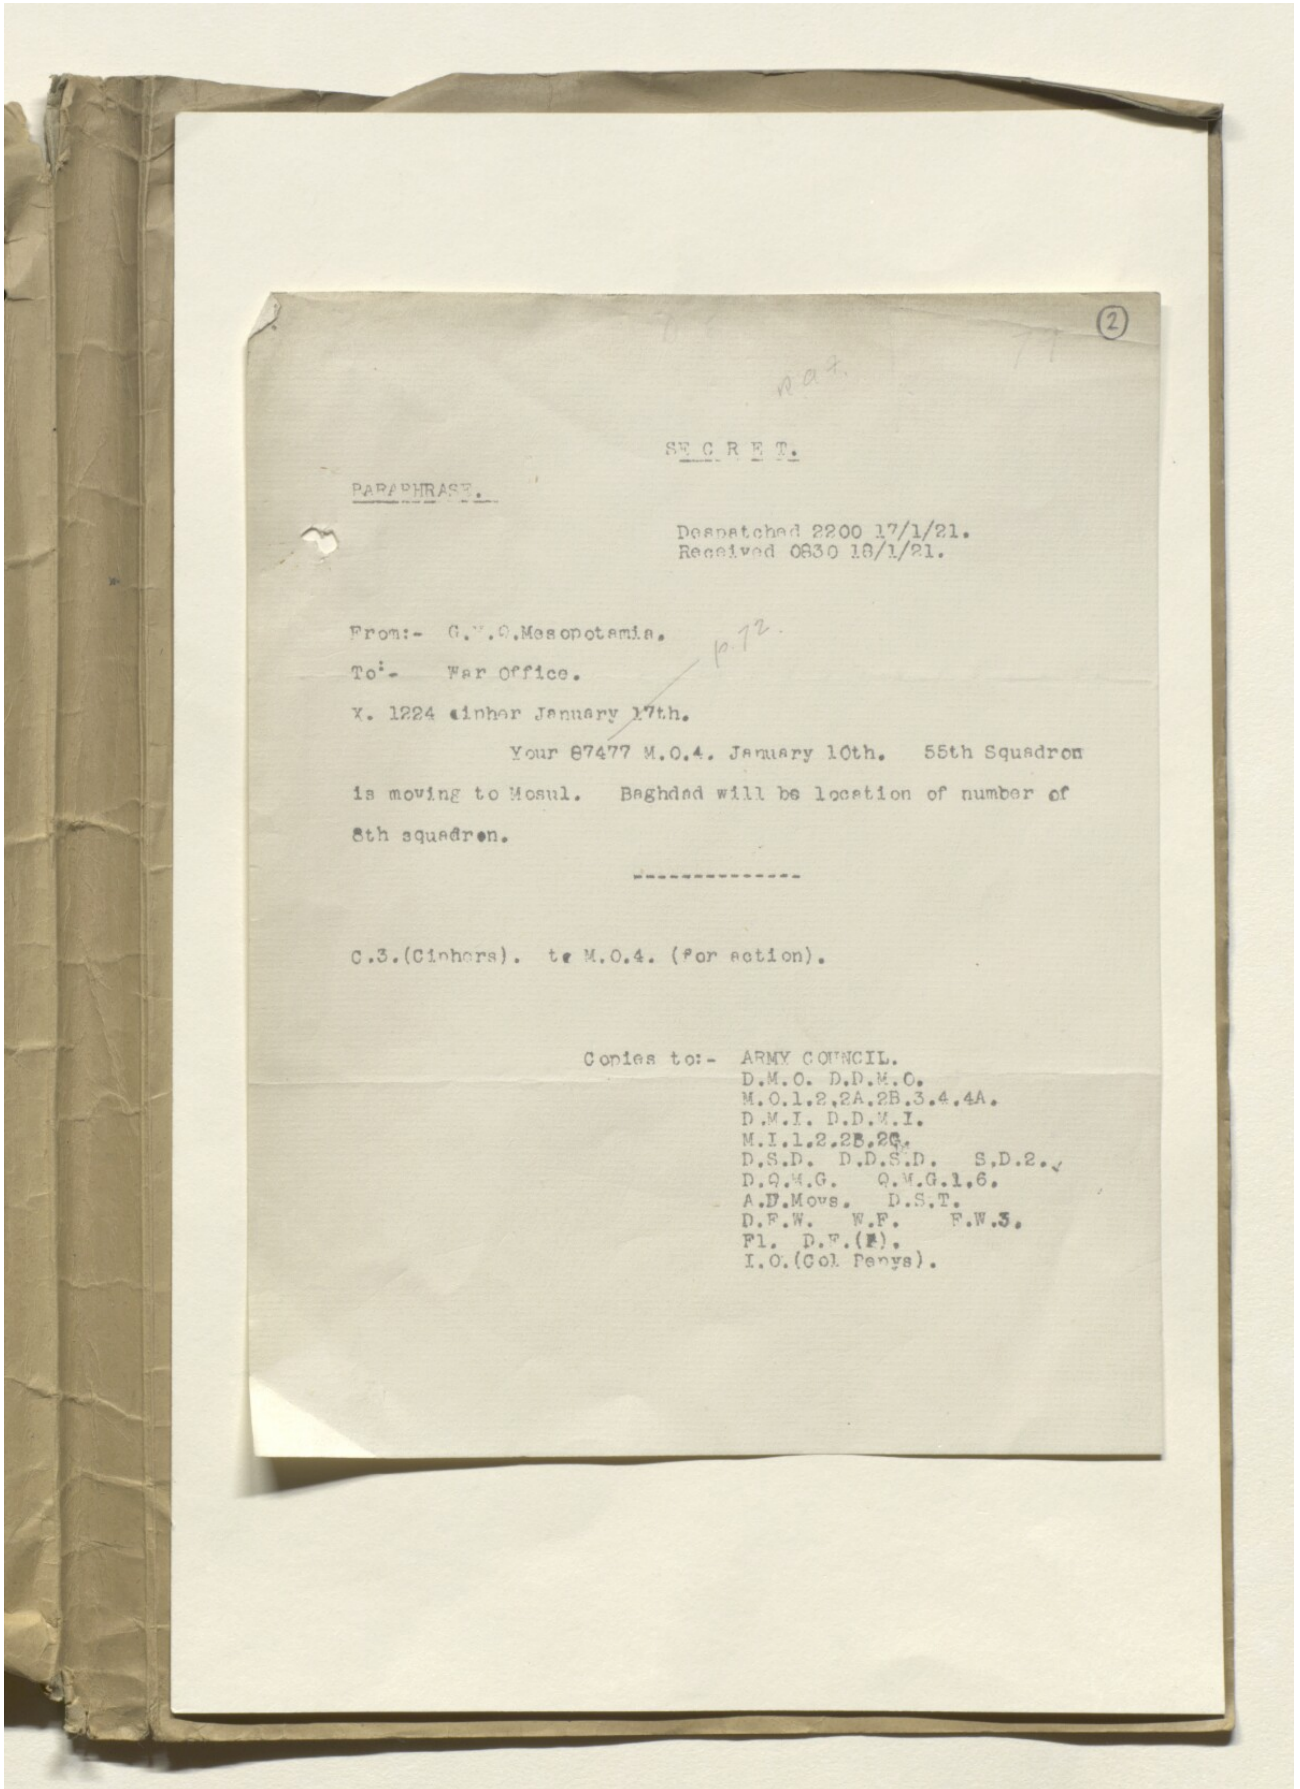 2
SECRET.
PARAPHRASE.
Despatched 2200 17/1/21.
Received 0830 18/1/21.
From:- G.H.Q.Mesopotamia.
p.72.
To:- War Office.
X. 1224 cipher January 17th.
Your 87477 M.O.4. January 10th. 55th Squadron
is moving to Mosul. Baghdad will be location of number of
8th squadron.
--------------
C.3.(Ciphers). to M.O.4. (for action).
Copies to:- ARMY COUNCIL.
D.M.O. D.D.M.O.
M.O.1.2.2A.2B.3.4.4A.
D.M.I. D.D.M.I.
M.I.1.2.2B.2C.
D.S.D. D.D.S.D. S.D.2.
D.Q.M.G. Q.M.G.1.6.
A.D.Movs. D.S.T.
D.F.W. W.F. F.W.3.
F1. D.F.
I.O.(Col Penys).